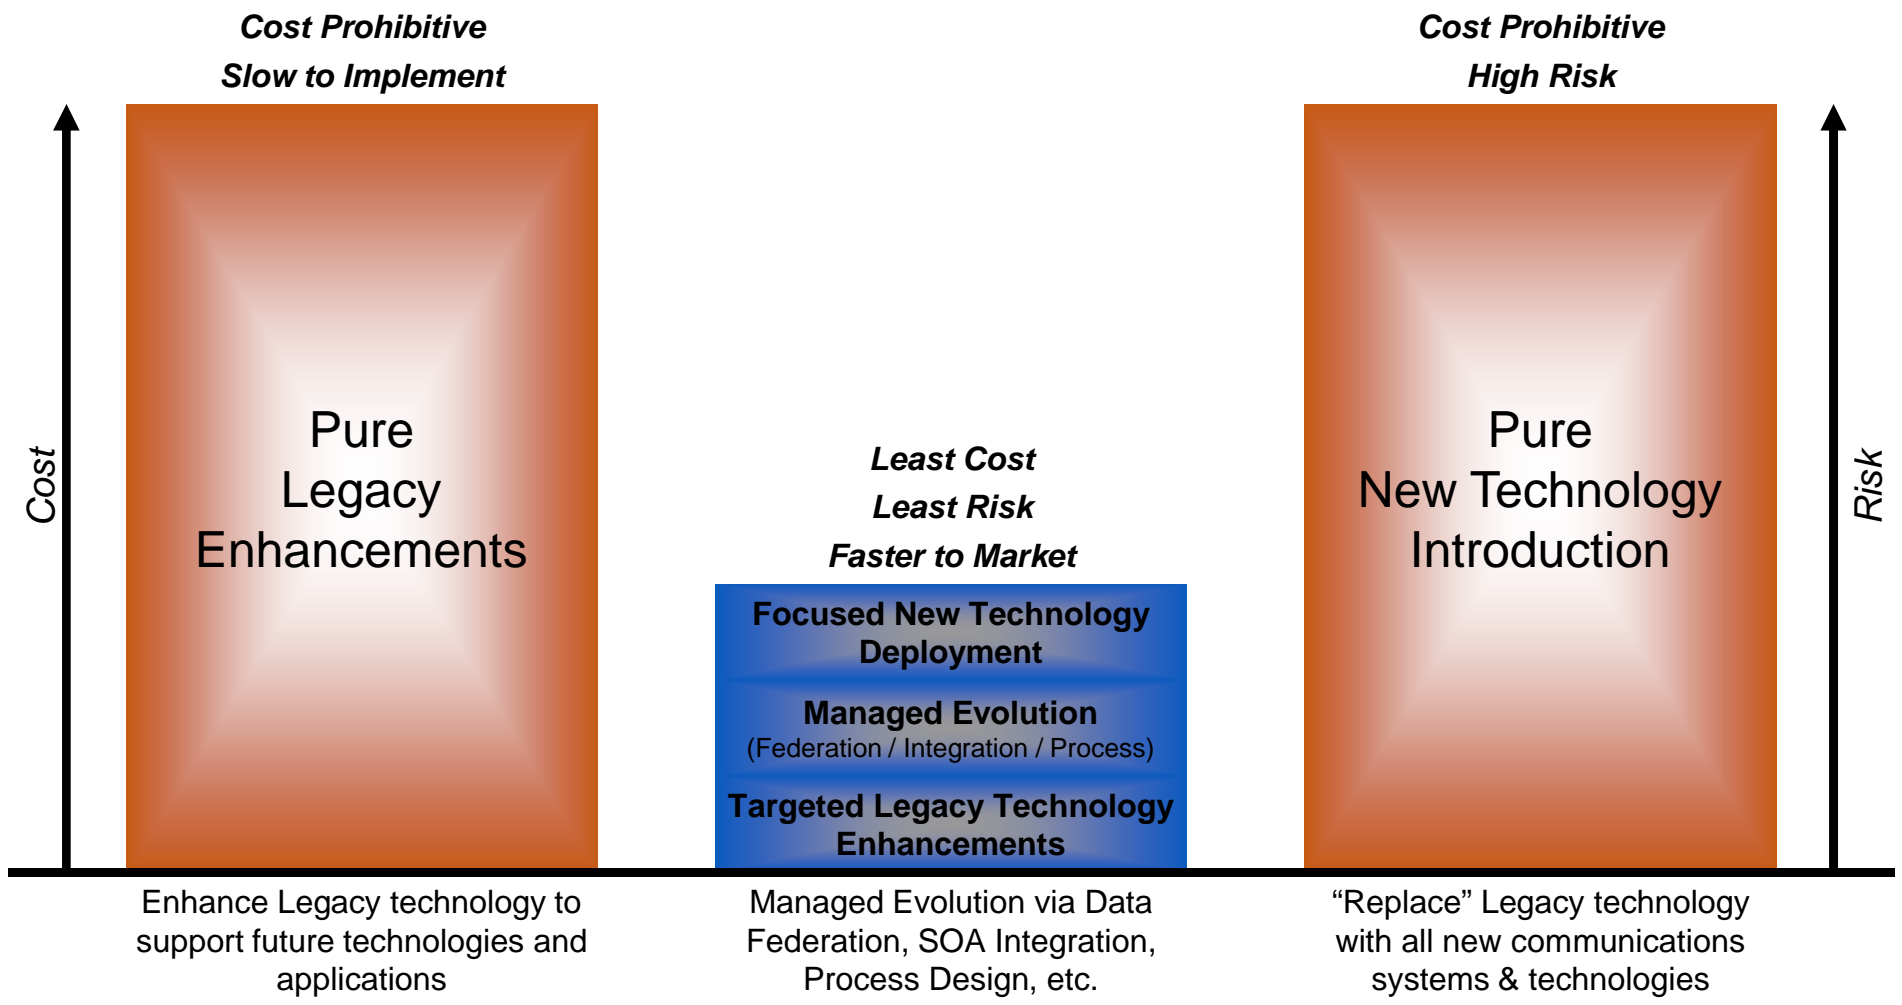 Cost Prohibitive
Slow to Implement
Cost
Pure
Legacy
Enhancements
Enhance Legacy technology to
support future technologies and
applications
Least Cost
Least Risk
Faster to Market
Focused New Technology
Deployment
Managed Evolution
(Federation / Integration / Process)
Targeted Legacy Technology
Enhancements
Managed Evolution via Data
Federation, SOA Integration,
Process Design, etc.
Cost Prohibitive
High Risk
Pure
New Technology
Introduction
Risk
“Replace” Legacy technology
with all new communications
systems & technologies